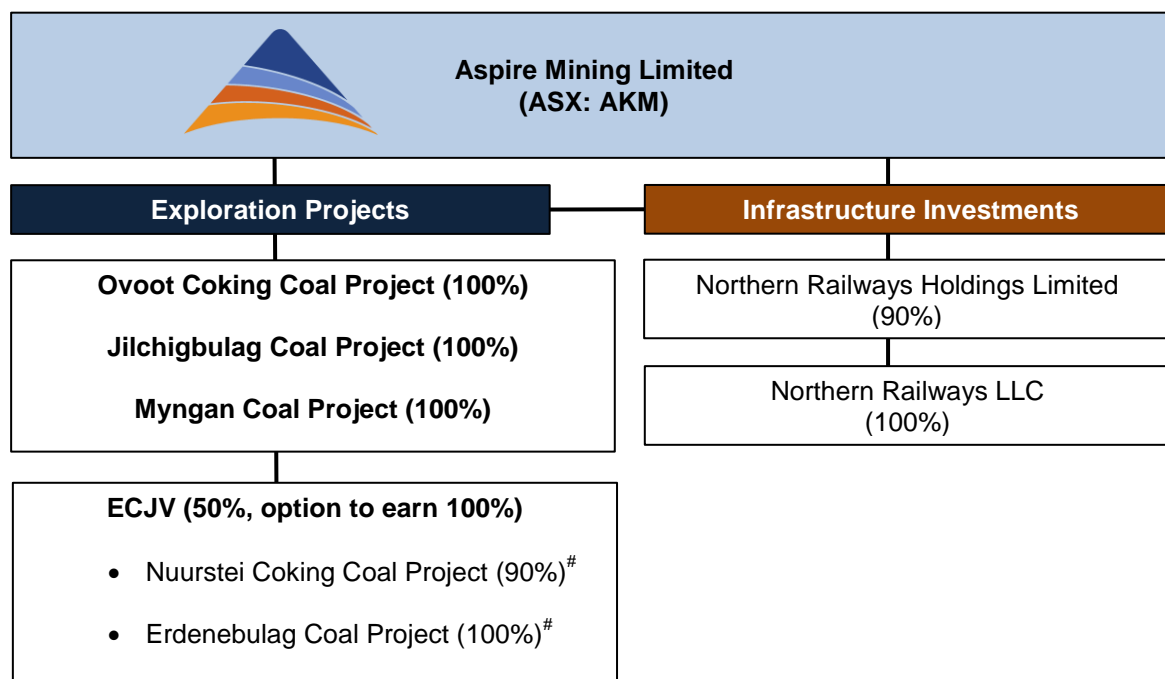 Aspire Mining Limited
(ASX: AKM)
Exploration Projects
Infrastructure Investments
Ovoot Coking Coal Project (100%)
Jilchigbulag Coal Project (100%)
Myngan Coal Project (100%)
Northern Railways Holdings Limited
(90%)
Northern Railways LLC
(100%)
ECJV (50%, option to earn 100%)
• Nuurstei Coking Coal Project (90%)#
• Erdenebulag Coal Project (100%)#